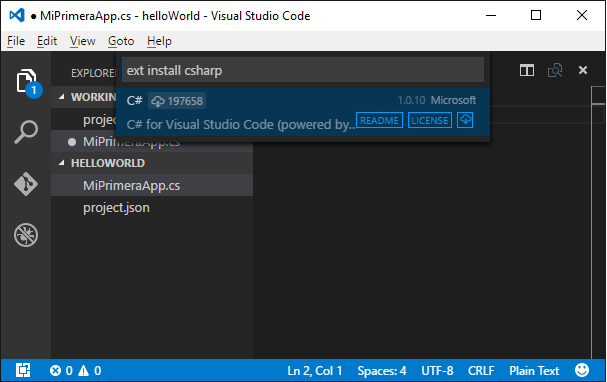 ● MiPrimeraApp.cs - helloWorld - Visual Studio Code
File Edit View Goto Help
EXPLORE
ext install csharp
1
WORKIN
C# 197658 1.0.10 Microsoft
C# for Visual Studio Code (powered by... README LICENSE
proje
● MiPrimeraApp.cs
HELLOWORLD
MiPrimeraApp.cs
project.json
0 0 Ln 2, Col 1 Spaces: 4 UTF-8 CRLF Plain Text